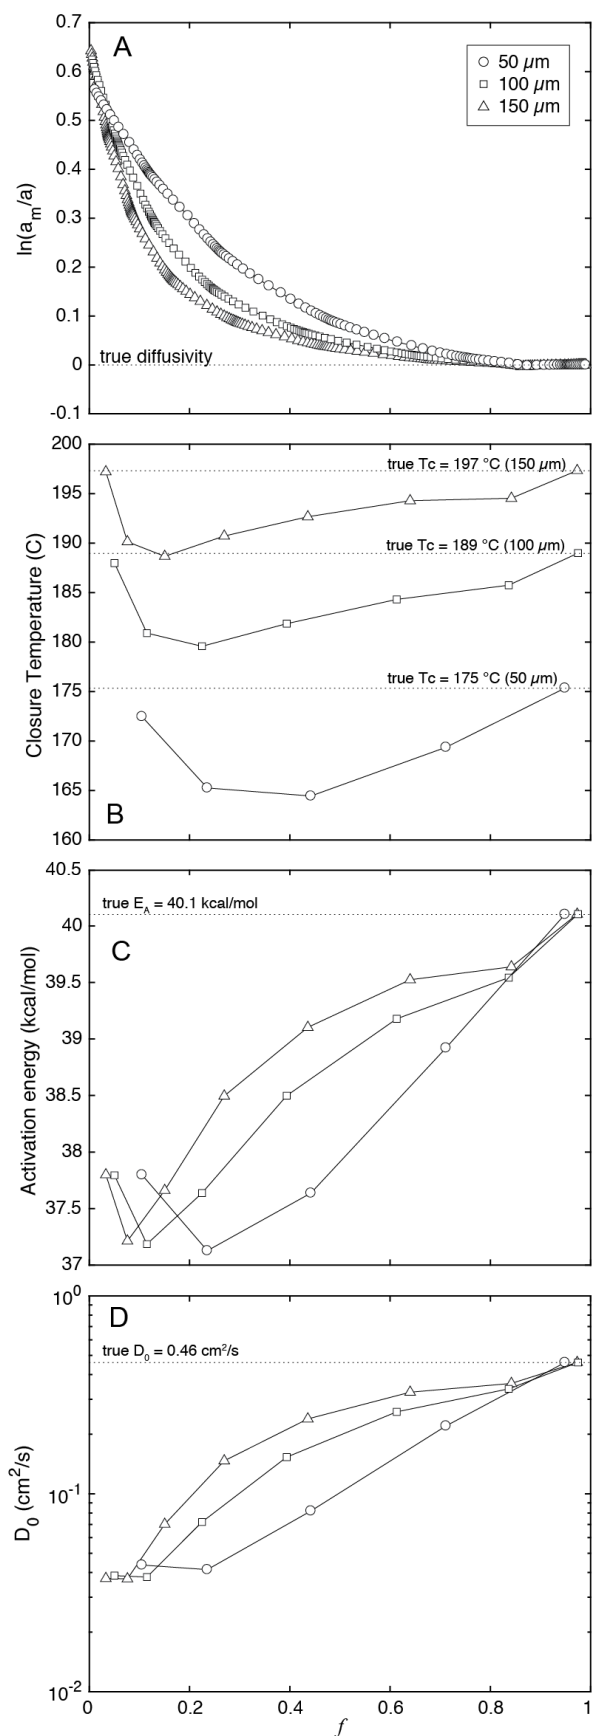 0.7
A
50 μm
100 μm
150 μm
0.6
0.5
0.4
0.3
0.2
0.1
0
-0.1
ln(am/a)
true diffusivity
200
195
190
185
180
175
170
165
160
Closure Temperature (C)
true Tc = 197 °C (150 μm)
true Tc = 189 °C (100 μm)
true Tc = 175 °C (50 μm)
B
40.5
40
39.5
39
38.5
38
37.5
37
Activation energy (kcal/mol)
true EA = 40.1 kcal/mol
C
10^0
10^-1
10^-2
D0 (cm²/s)
D
true D0 = 0.46 cm²/s
0 0.2 0.4 0.6 0.8 1
f